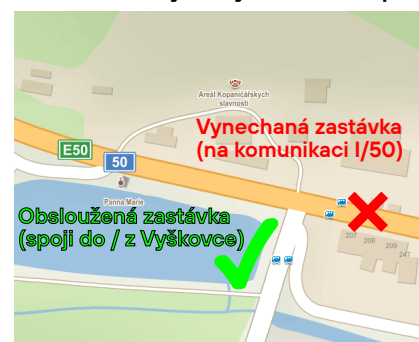 Areál Kopaničářských
slavností
Vynechaná zastávka
(na komunikaci I/50)
E50
50
Panna Marie
Obsloužená zastávka
(spoji do / z Vyškovce)
207
208
209
247